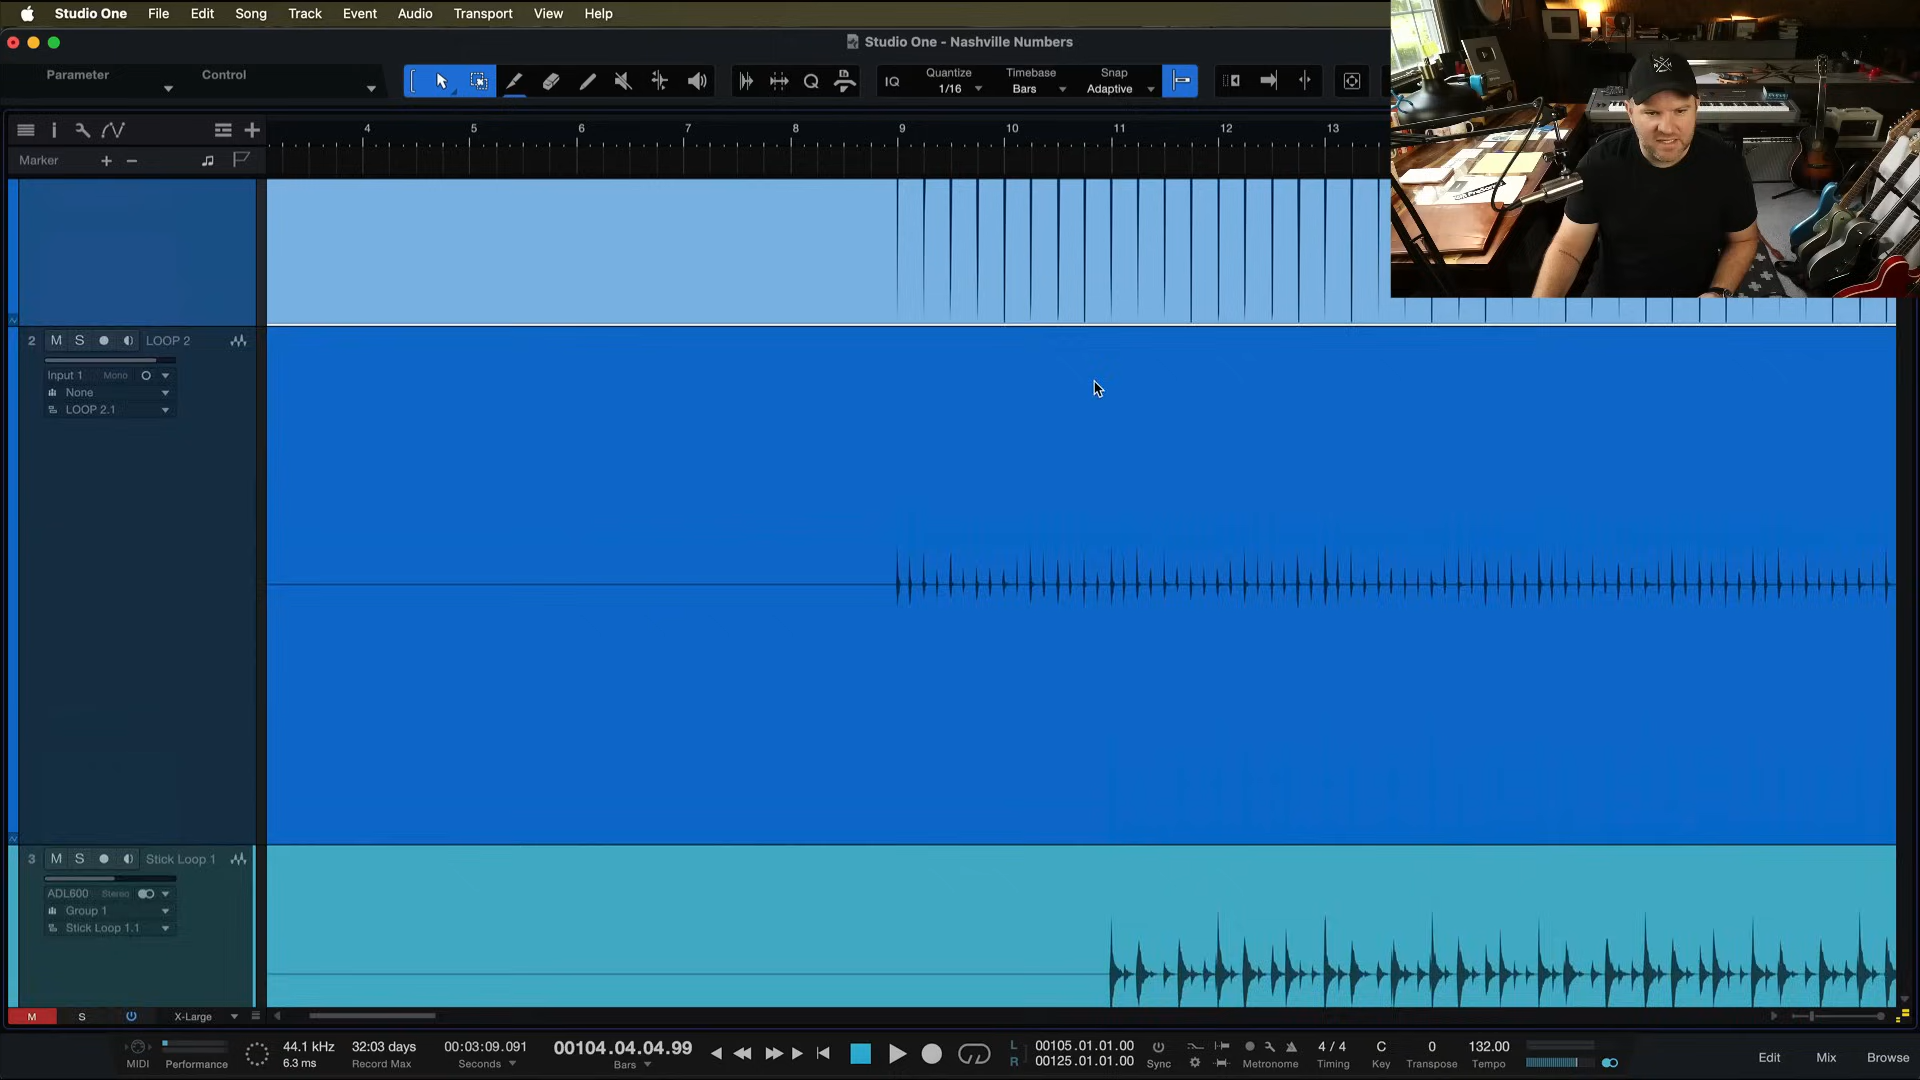 Studio One File Edit Song Track Event Audio Transport View Help
Studio One - Nashville Numbers
Parameter Control
IQ Quantize 1/16 Timebase Bars Snap Adaptive
4 5 6 7 8 9 10 11 12 13
Marker + −
2 M S LOOP 2
Input 1 Mono
None
LOOP 2.1
3 M S Stick Loop 1
ADL600 Stereo
Group 1
Stick Loop 1.1
M S X-Large
MIDI Performance
44.1 kHz 32:03 days 00:03:09.091 00104.04.04.99
6.3 ms Record Max Seconds Bars
L 00105.01.01.00
R 00125.01.01.00
Sync Metronome
4 / 4 C 0 132.00
Timing Key Transpose Tempo
Edit Mix Browse